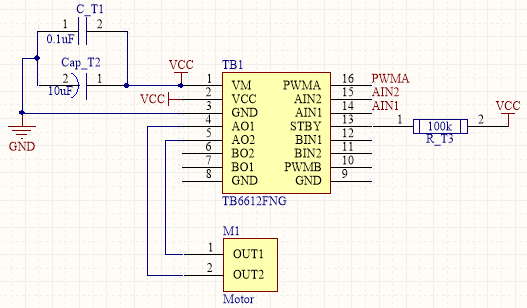 C_T1
1 2
0.1uF
Cap_T2
2 1
10uF
GND
VCC
VCC
TB1
1 VM PWMA 16 PWMA
2 VCC AIN2 15 AIN2
3 GND AIN1 14 AIN1
4 AO1 STBY 13
5 AO2 BIN1 12
6 BO2 BIN2 11
7 BO1 PWMB 10
8 GND GND 9
TB6612FNG
1 100k 2
R_T3
VCC
M1
1 OUT1
2 OUT2
Motor